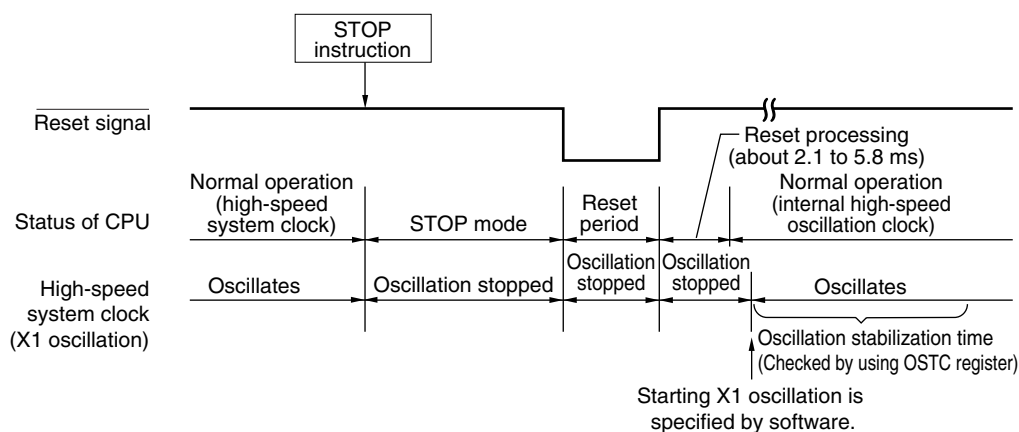 STOP
instruction
Reset signal
Reset processing
(about 2.1 to 5.8 ms)
Status of CPU
Normal operation
(high-speed
system clock)
STOP mode
Reset
period
Normal operation
(internal high-speed
oscillation clock)
High-speed
system clock
(X1 oscillation)
Oscillates
Oscillation stopped
Oscillation
stopped
Oscillation
stopped
Oscillates
Oscillation stabilization time
(Checked by using OSTC register)
Starting X1 oscillation is
specified by software.